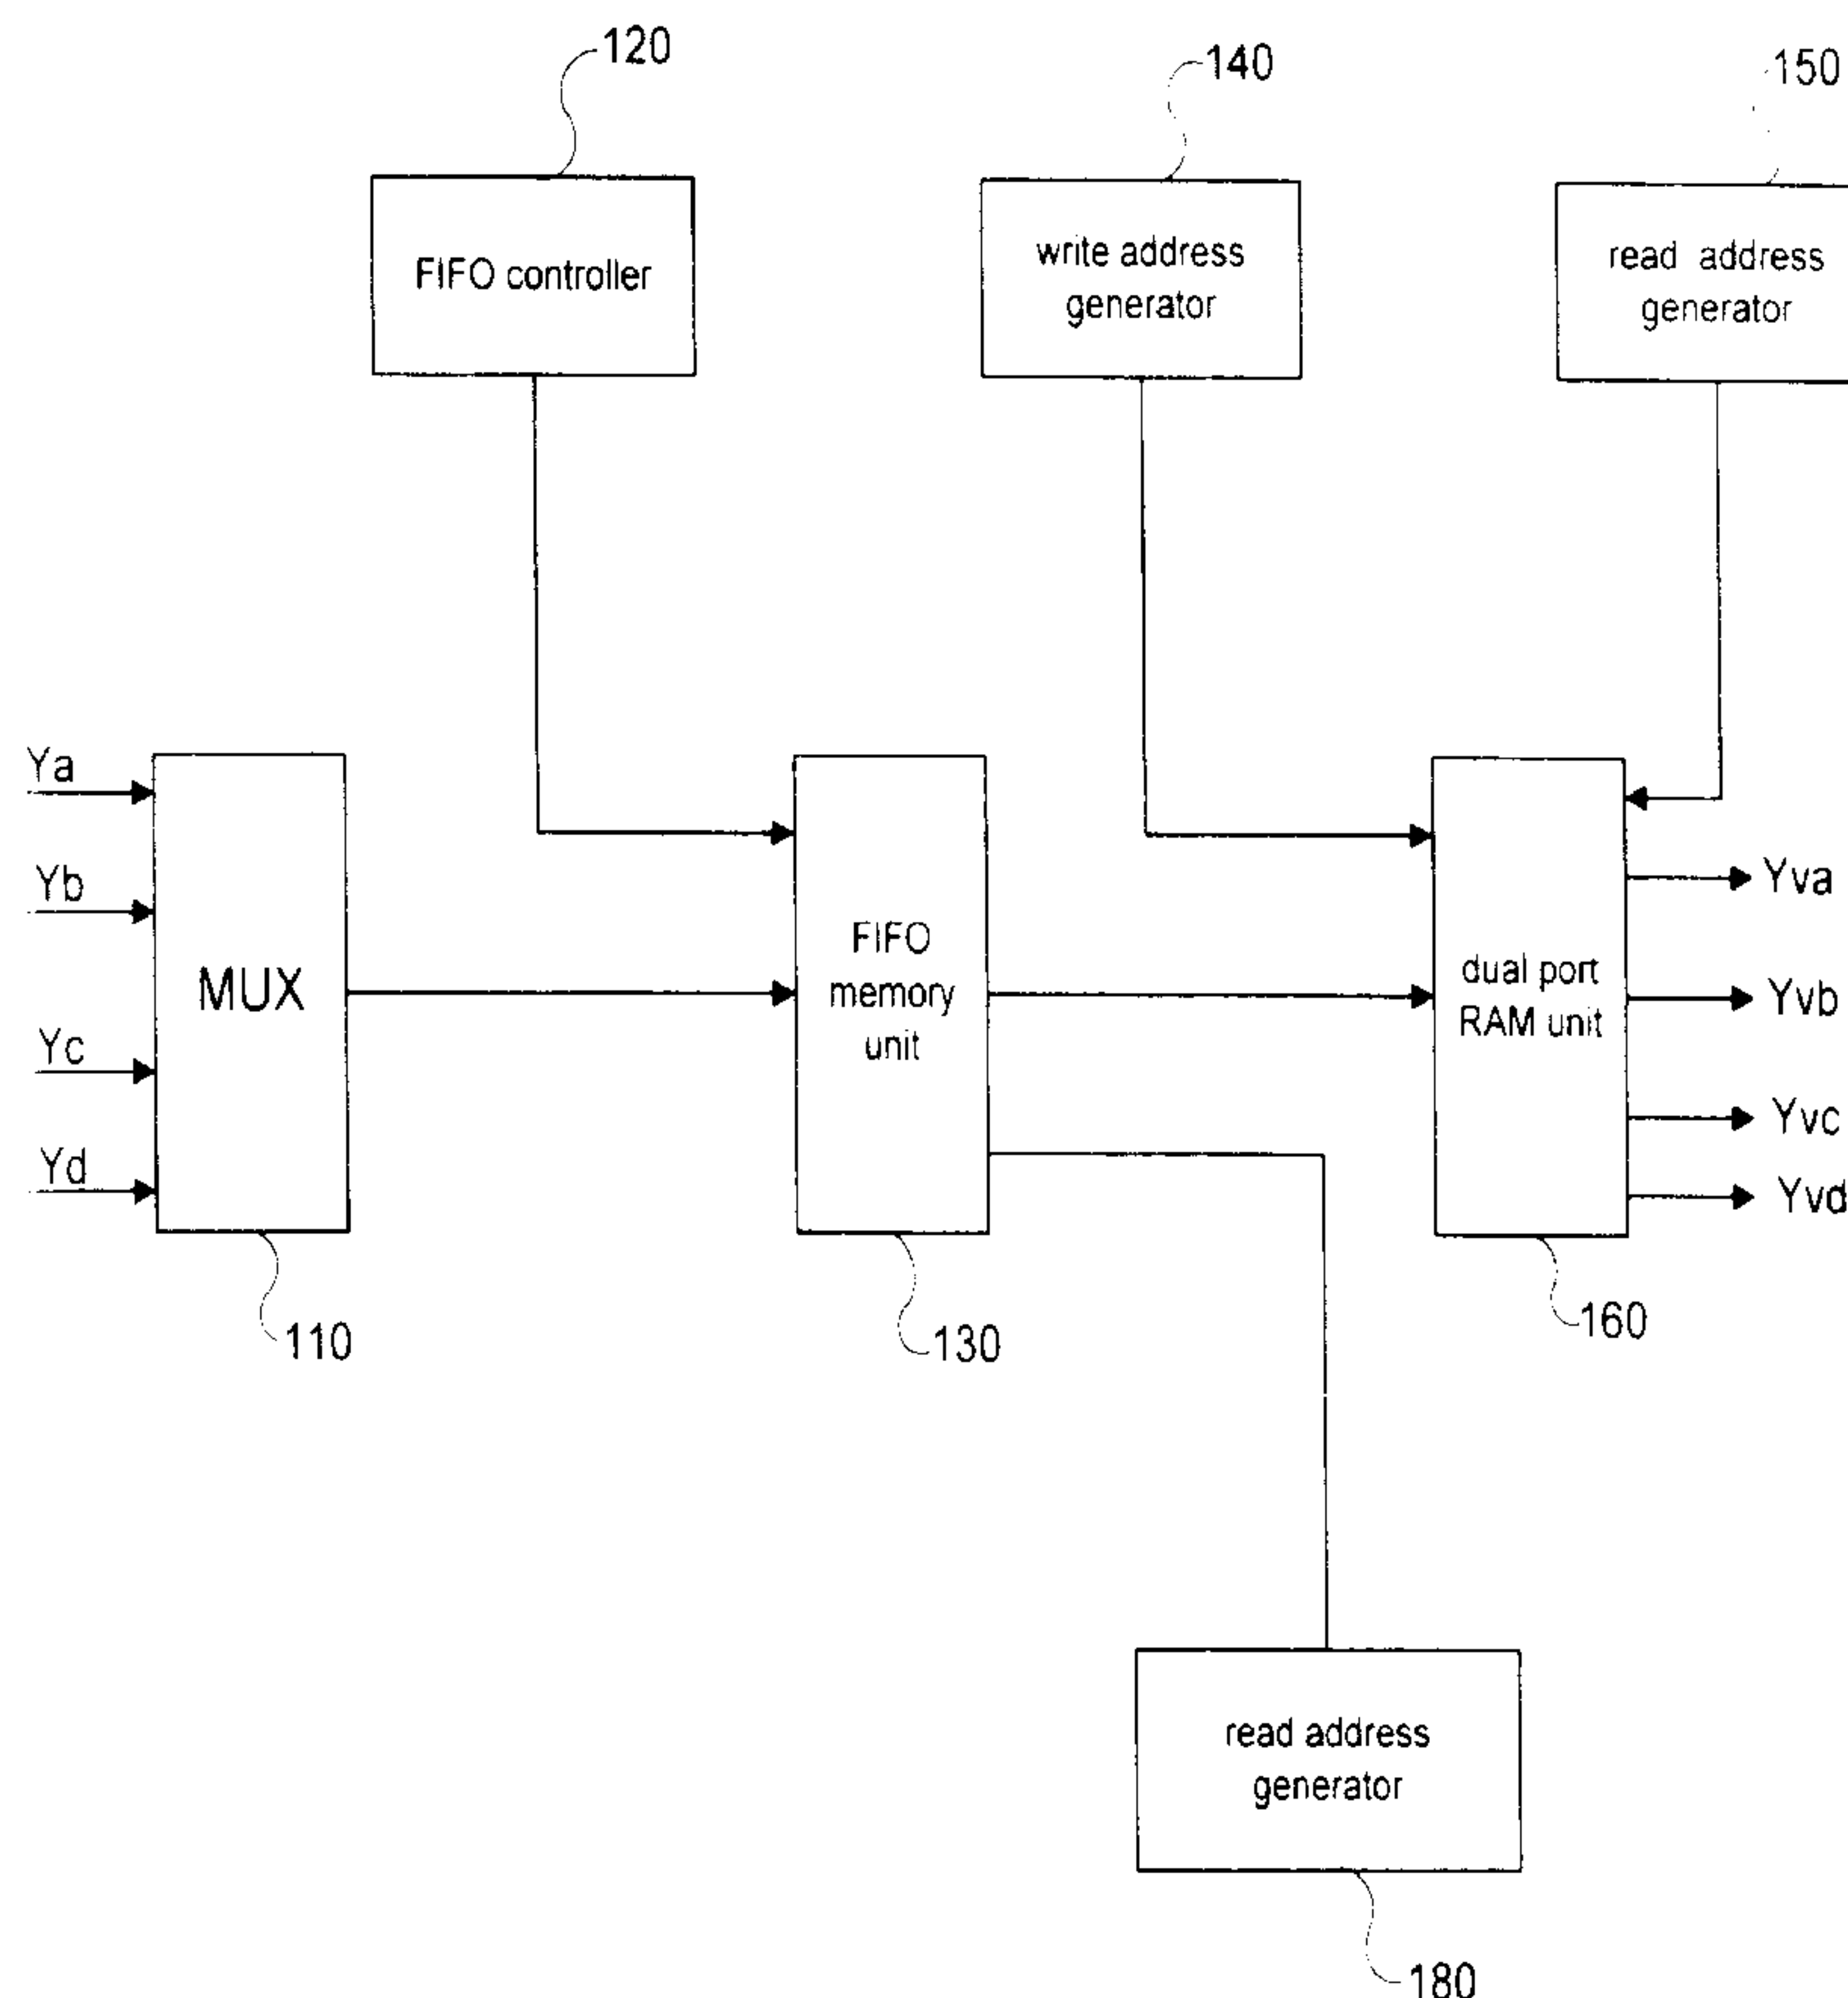 120
140
150
FIFO controller
write address
generator
read address
generator
Ya
Yb
Yc
Yd
MUX
FIFO
memory
unit
dual port
RAM unit
Yva
Yvb
Yvc
Yvd
110
130
160
read address
generator
180